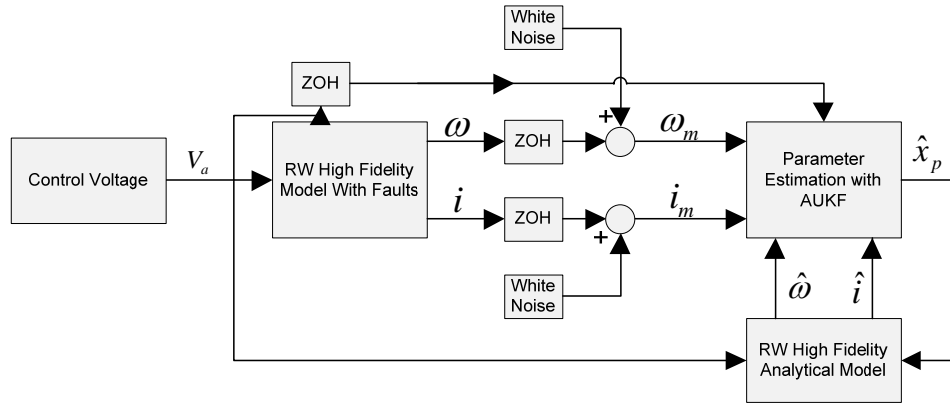 White
Noise
ZOH
+
ω
ZOH
ω_m
x̂_p
Control Voltage
V_a
RW High Fidelity
Model With Faults
Parameter
Estimation with
AUKF
i
ZOH
i_m
+
White
Noise
ω̂
î
RW High Fidelity
Analytical Model